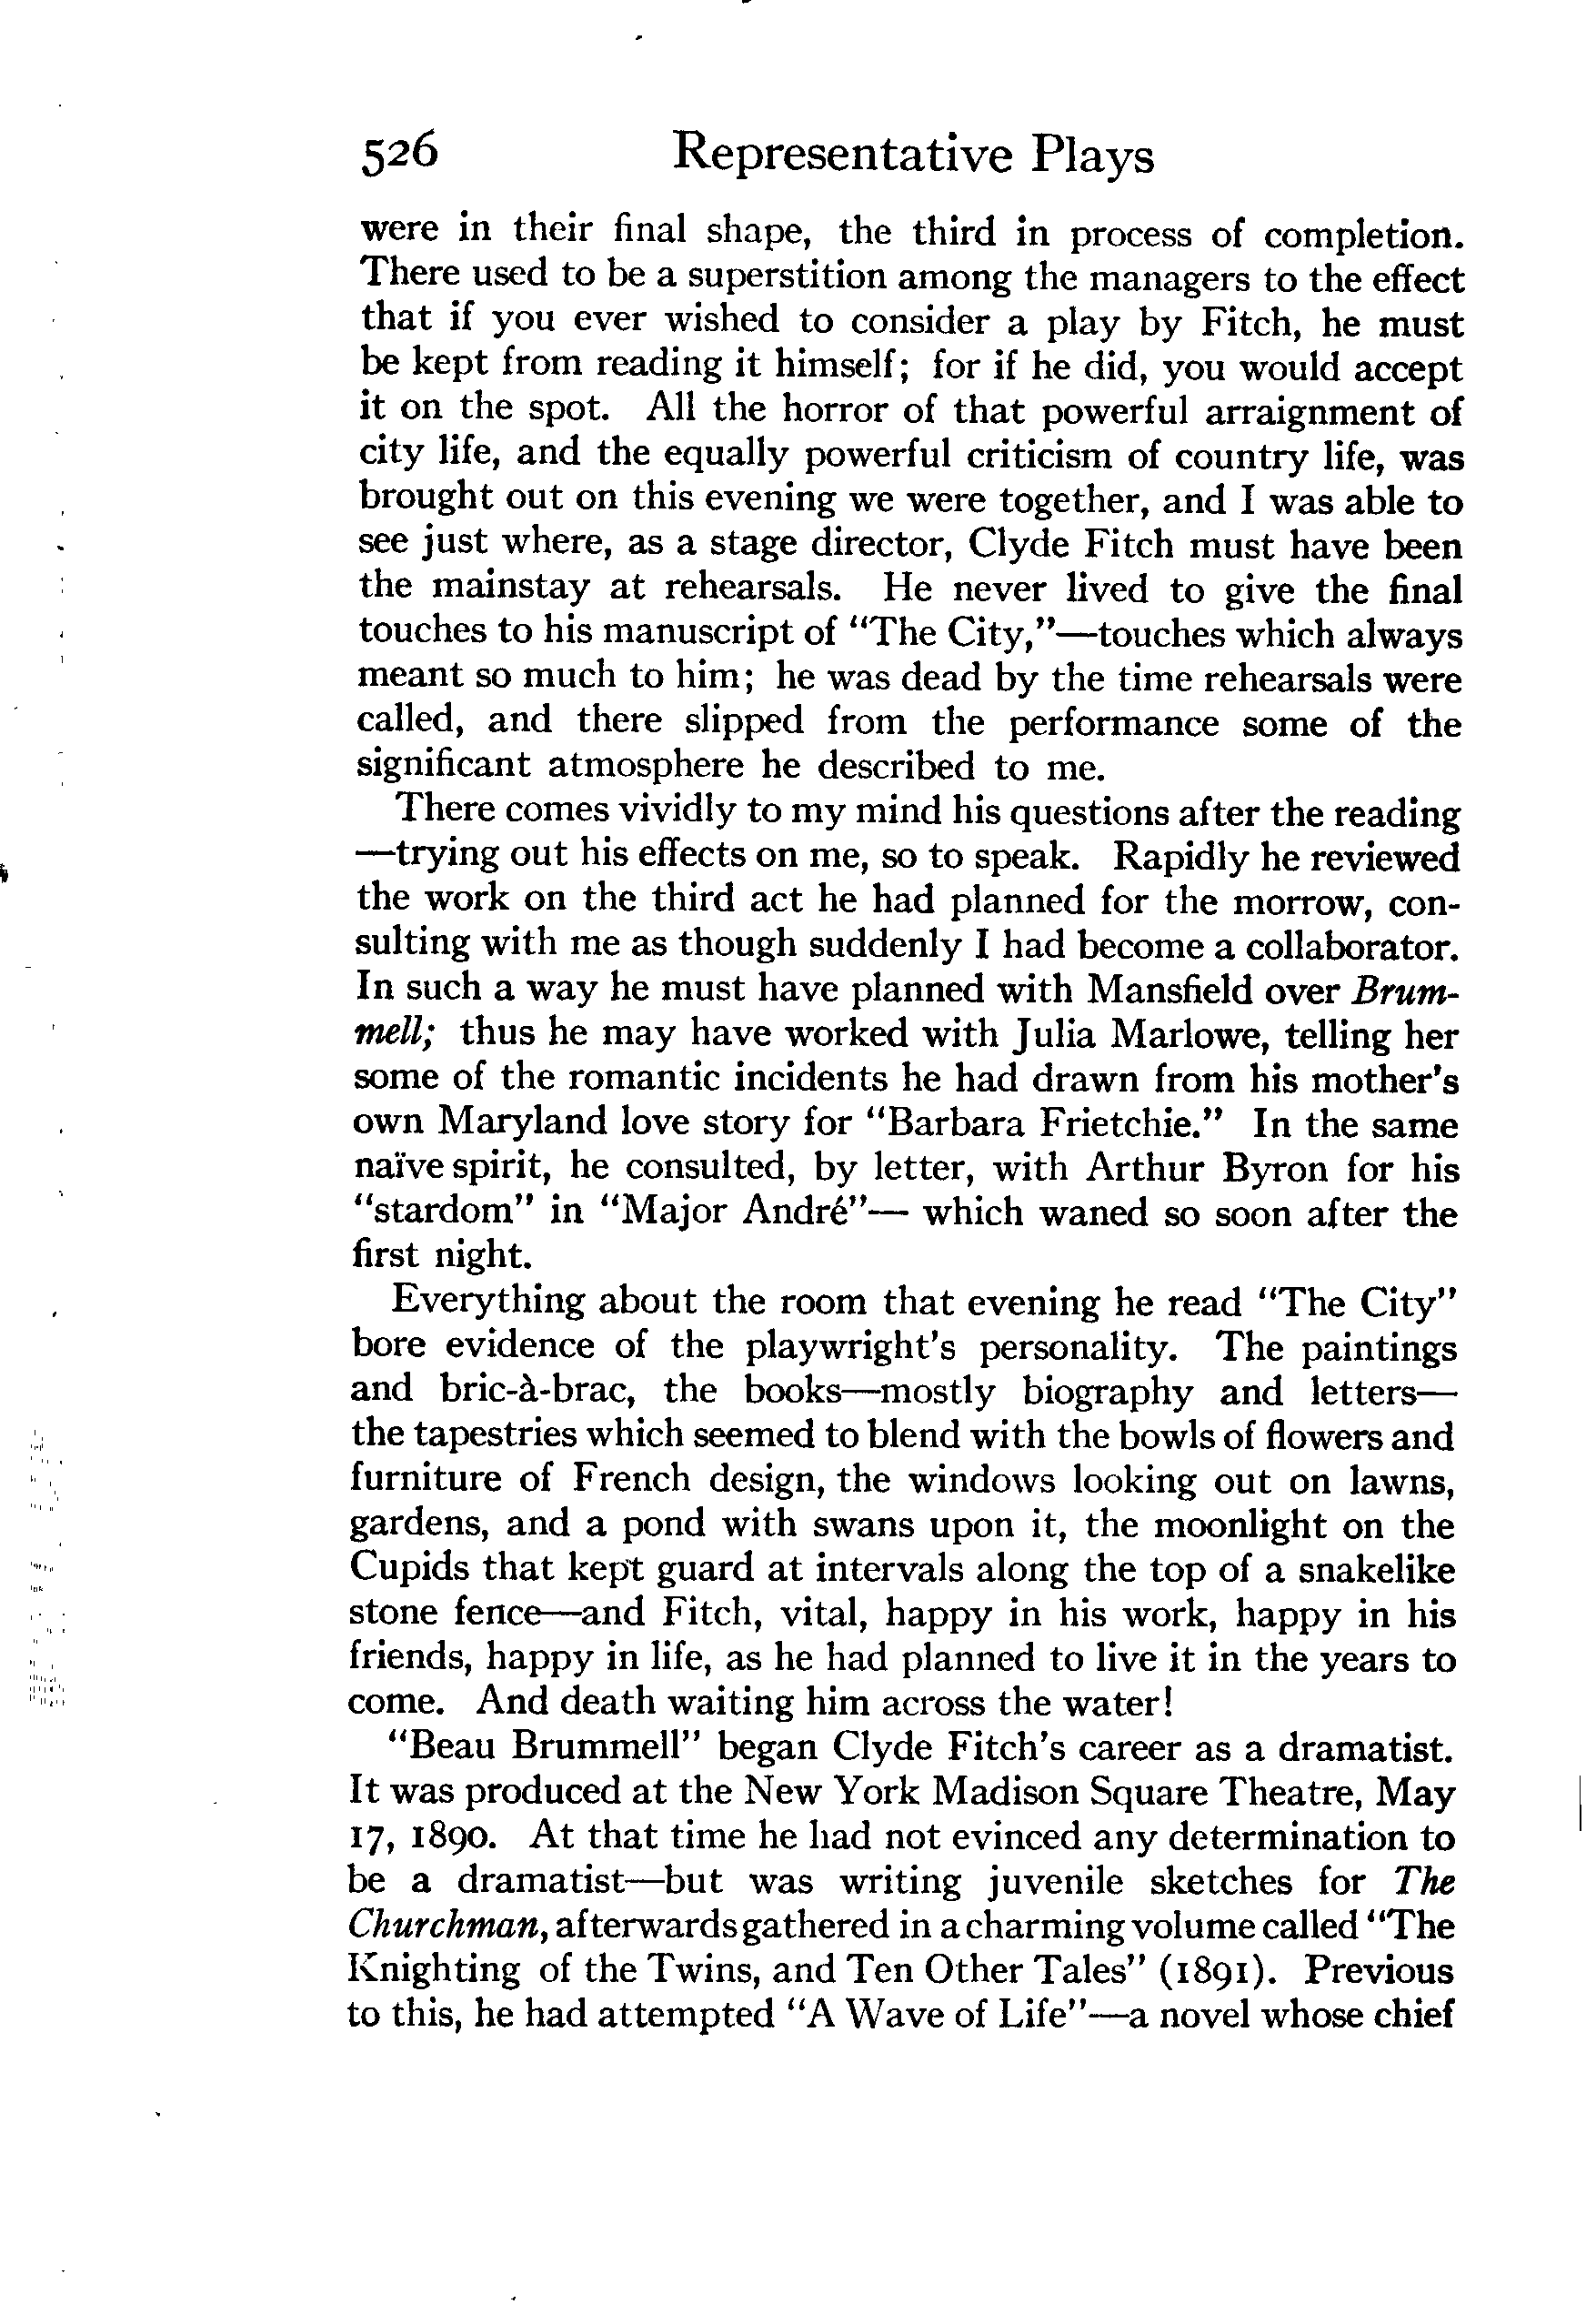 526 Representative Plays
were in their final shape, the third in process of completion.
There used to be a superstition among the managers to the effect
that if you ever wished to consider a play by Fitch, he must
be kept from reading it himself; for if he did, you would accept
it on the spot. All the horror of that powerful arraignment of
city life, and the equally powerful criticism of country life, was
brought out on this evening we were together, and I was able to
see just where, as a stage director, Clyde Fitch must have been
the mainstay at rehearsals. He never lived to give the final
touches to his manuscript of "The City,"—touches which always
meant so much to him; he was dead by the time rehearsals were
called, and there slipped from the performance some of the
significant atmosphere he described to me.
There comes vividly to my mind his questions after the reading
—trying out his effects on me, so to speak. Rapidly he reviewed
the work on the third act he had planned for the morrow, con-
sulting with me as though suddenly I had become a collaborator.
In such a way he must have planned with Mansfield over Brum-
mell; thus he may have worked with Julia Marlowe, telling her
some of the romantic incidents he had drawn from his mother's
own Maryland love story for "Barbara Frietchie." In the same
naïve spirit, he consulted, by letter, with Arthur Byron for his
"stardom" in "Major André"— which waned so soon after the
first night.
Everything about the room that evening he read "The City"
bore evidence of the playwright's personality. The paintings
and bric-à-brac, the books—mostly biography and letters—
the tapestries which seemed to blend with the bowls of flowers and
furniture of French design, the windows looking out on lawns,
gardens, and a pond with swans upon it, the moonlight on the
Cupids that kept guard at intervals along the top of a snakelike
stone fence—and Fitch, vital, happy in his work, happy in his
friends, happy in life, as he had planned to live it in the years to
come. And death waiting him across the water!
"Beau Brummell" began Clyde Fitch's career as a dramatist.
It was produced at the New York Madison Square Theatre, May
17, 1890. At that time he had not evinced any determination to
be a dramatist—but was writing juvenile sketches for The
Churchman, afterwards gathered in a charming volume called "The
Knighting of the Twins, and Ten Other Tales" (1891). Previous
to this, he had attempted "A Wave of Life"—a novel whose chief